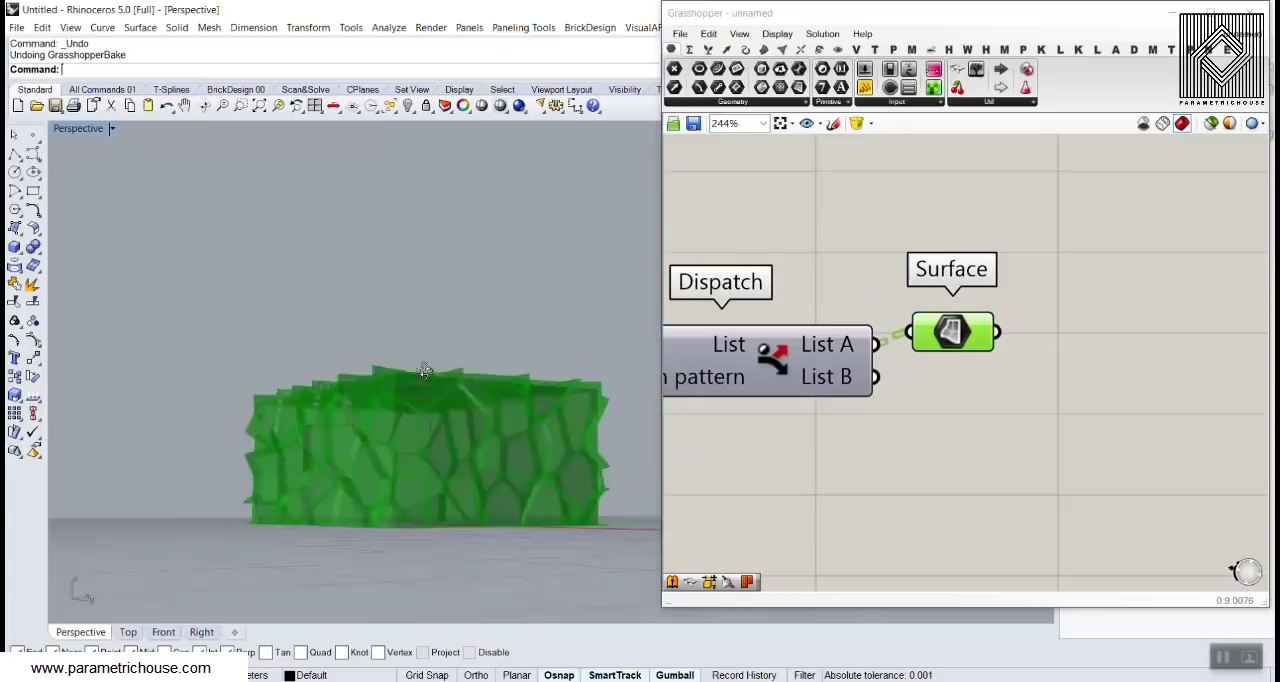 Untitled - Rhinoceros 5.0 [Full] - [Perspective]
File Edit View Curve Surface Solid Mesh Dimension Transform Tools Analyze Render Panels Paneling Tools BrickDesign
Command: _Undo
Undoing GrasshopperBake
Command:
Standard All Commands 01 T-Splines BrickDesign 00 Scan&Solve CPlanes Set View Display Select Viewport Layout Visibility
Perspective
Grasshopper - unnamed
File Edit View Display Solution Help
V T P M H W H M P K L K L A D M T P M E
Geometry Primitive Input Util
PARAMETRICHOUSE
244%
Surface
Dispatch
List List A
pattern List B
0.9.0076
Perspective Top Front Right
Tan Quad Knot Vertex Project Disable
www.parametrichouse.com
Default Grid Snap Ortho Planar Osnap SmartTrack Gumball Record History Filter Absolute tolerance: 0.001